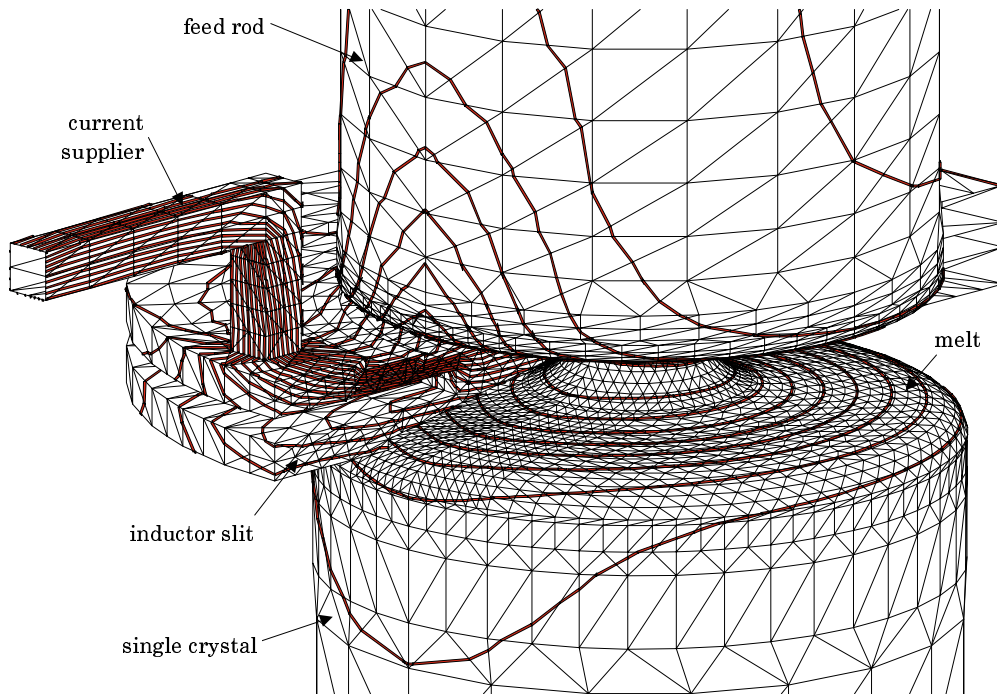 feed rod
current
supplier
melt
inductor slit
single crystal